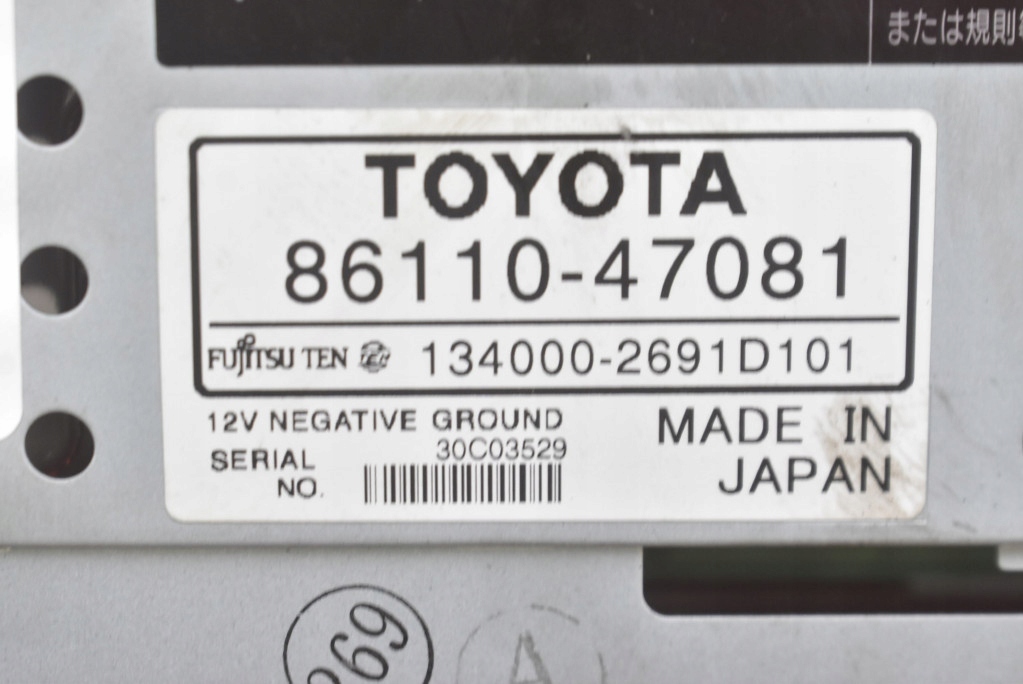 または規則
TOYOTA
86110-47081
FUJITSU TEN 134000-2691D101
12V NEGATIVE GROUND
30C03529
SERIAL
NO.
MADE IN
JAPAN
269
A